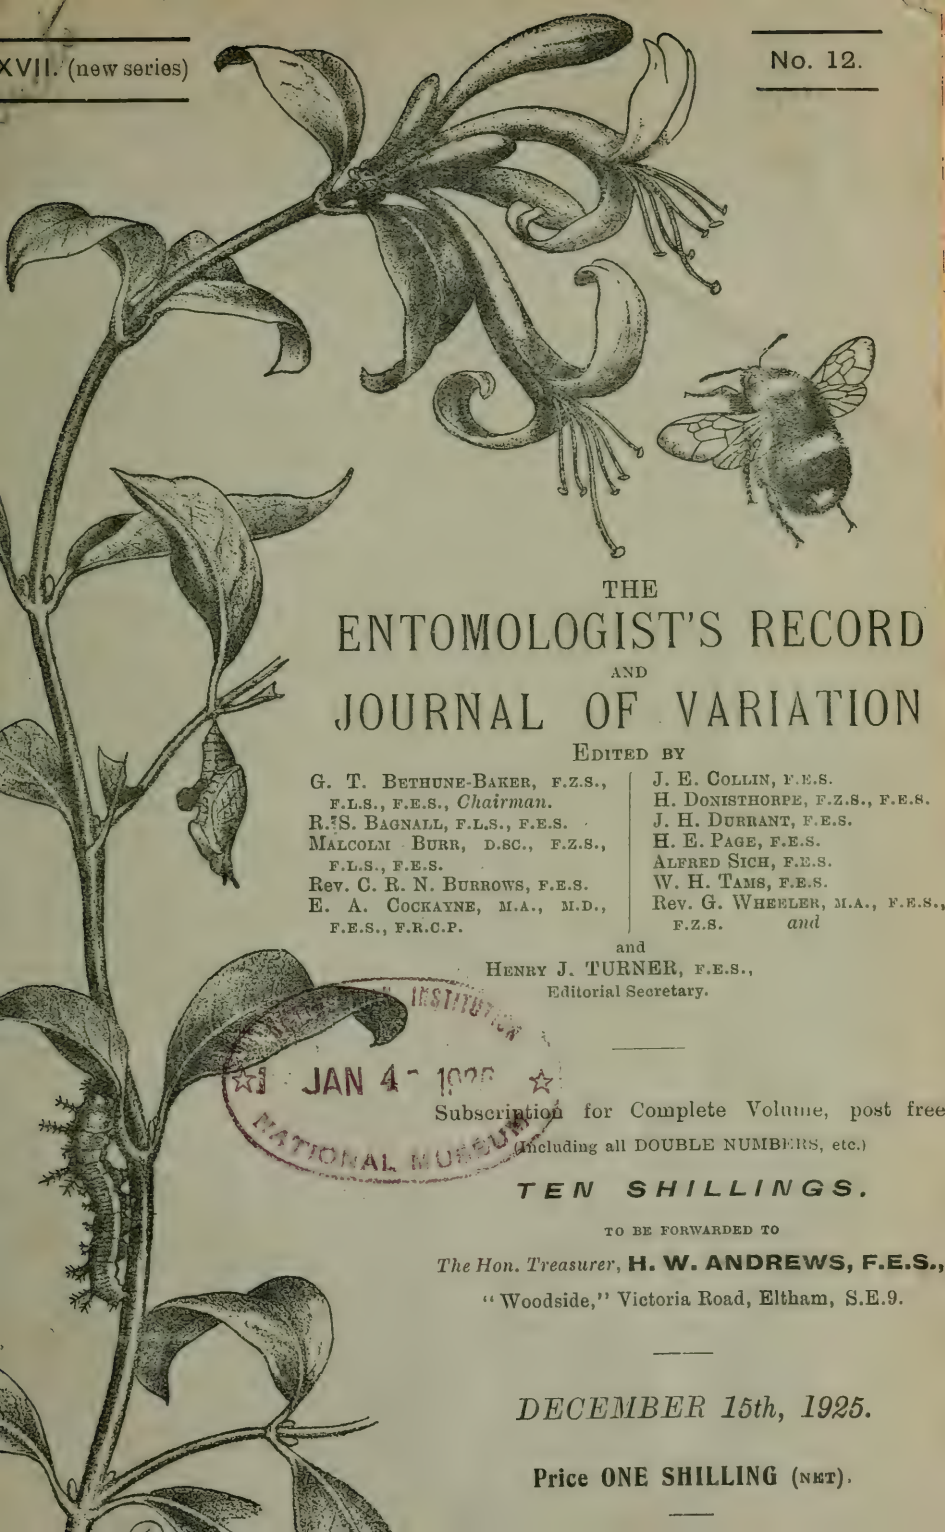 XVII. (new series)
No. 12.
THE
ENTOMOLOGIST'S RECORD
AND
JOURNAL OF VARIATION
EDITED BY
G. T. BETHUNE-BAKER, F.Z.S.,
F.L.S., F.E.S., Chairman.
R. S. BAGNALL, F.L.S., F.E.S.
MALCOLM BURR, D.SC., F.Z.S.,
F.L.S., F.E.S.
Rev. C. R. N. BURROWS, F.E.S.
E. A. COCKAYNE, M.A., M.D.,
F.E.S., F.R.C.P.
J. E. COLLIN, F.E.S.
H. DONISTHORPE, F.Z.S., F.E.S.
J. H. DURRANT, F.E.S.
H. E. PAGE, F.E.S.
ALFRED SICH, F.E.S.
W. H. TAMS, F.E.S.
Rev. G. WHEELER, M.A., F.E.S.,
F.Z.S. and
and
HENRY J. TURNER, F.E.S.,
Editorial Secretary.
INSTITUTION
JAN 4
NATIONAL MUSEUM
Subscription for Complete Volume, post free
(Including all DOUBLE NUMBERS, etc.)
TEN SHILLINGS.
TO BE FORWARDED TO
The Hon. Treasurer, H. W. ANDREWS, F.E.S.,
"Woodside," Victoria Road, Eltham, S.E.9.
DECEMBER 15th, 1925.
Price ONE SHILLING (NET).